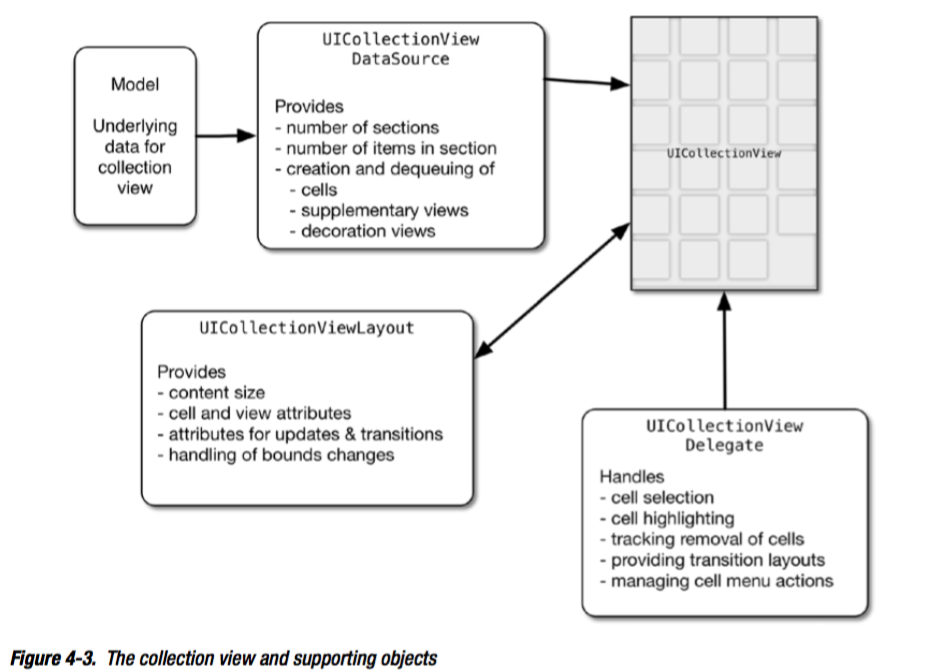 Model
Underlying
data for
collection
view
UICollectionView
DataSource
Provides
- number of sections
- number of items in section
- creation and dequeuing of
- cells
- supplementary views
- decoration views
UICollectionView
UICollectionViewLayout
Provides
- content size
- cell and view attributes
- attributes for updates & transitions
- handling of bounds changes
UICollectionView
Delegate
Handles
- cell selection
- cell highlighting
- tracking removal of cells
- providing transition layouts
- managing cell menu actions
Figure 4-3. The collection view and supporting objects